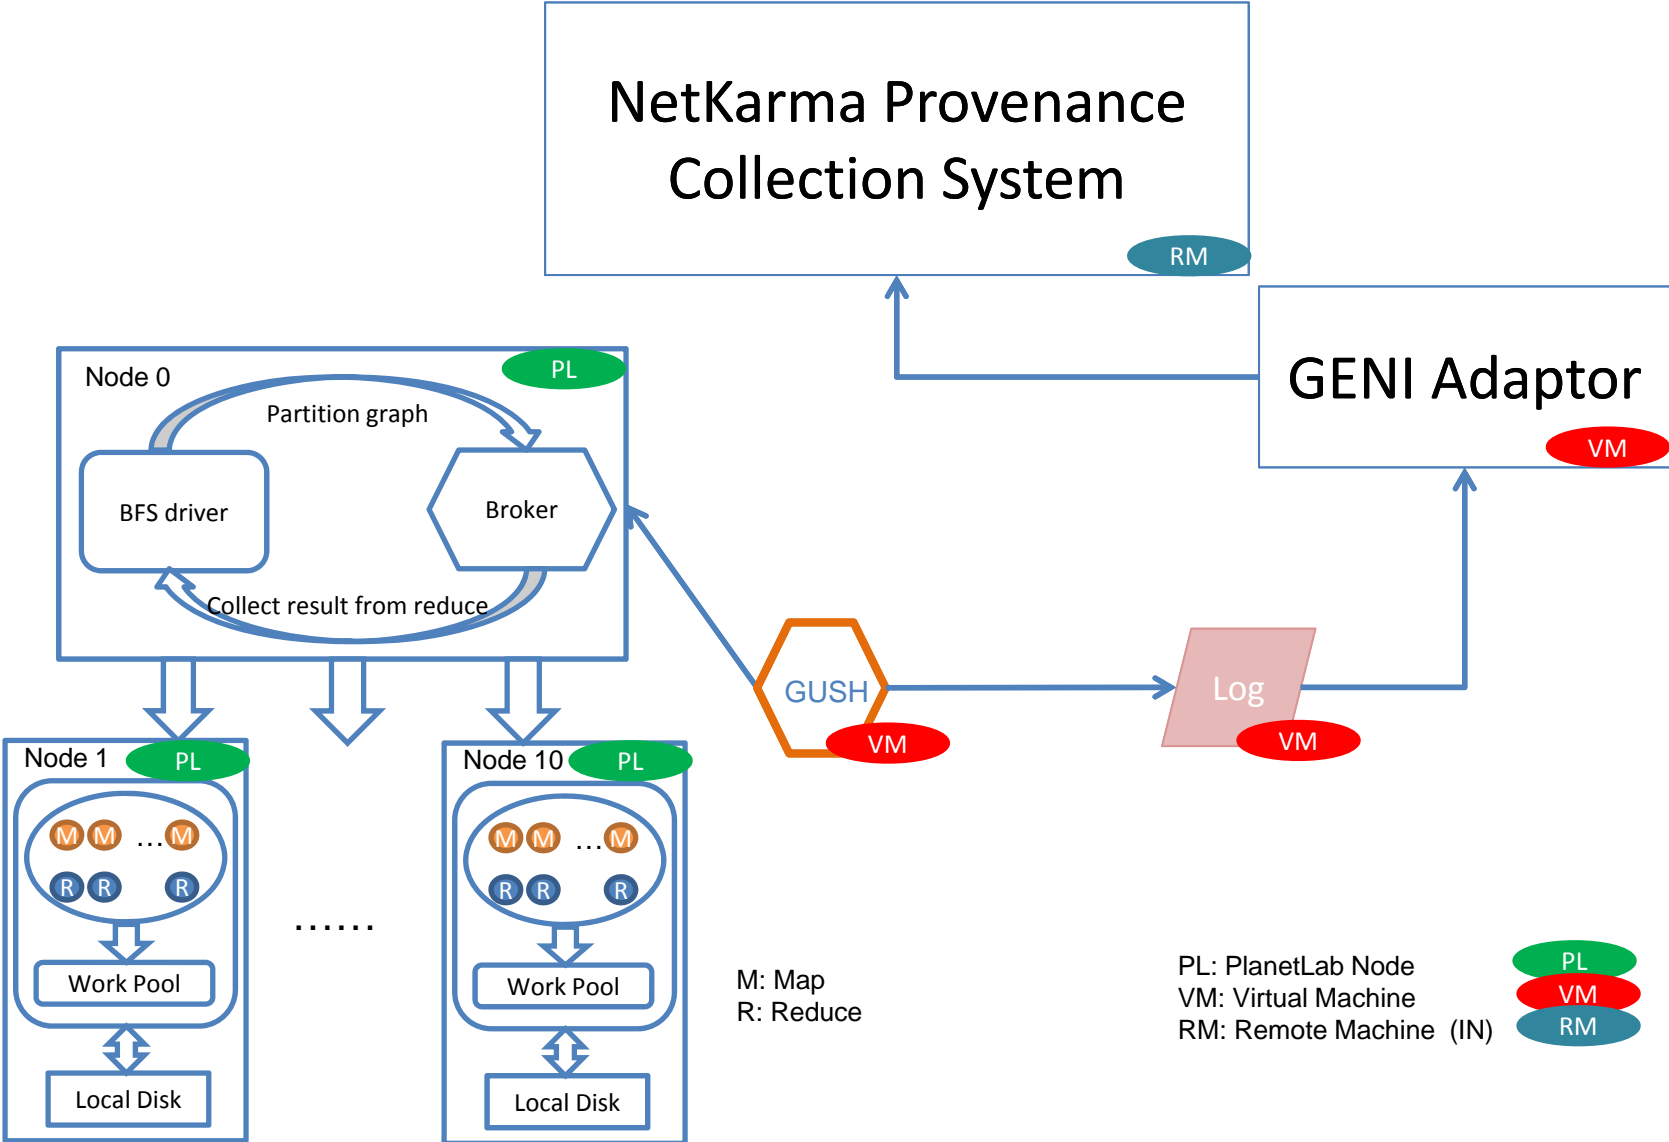 NetKarma Provenance
Collection System
RM
GENI Adaptor
VM
Node 0
PL
Partition graph
BFS driver
Broker
Collect result from reduce
GUSH
VM
Log
VM
Node 1
PL
M M ... M
R R R
Work Pool
Local Disk
......
Node 10
PL
M M ... M
R R R
Work Pool
Local Disk
M: Map
R: Reduce
PL: PlanetLab Node PL
VM: Virtual Machine VM
RM: Remote Machine (IN) RM